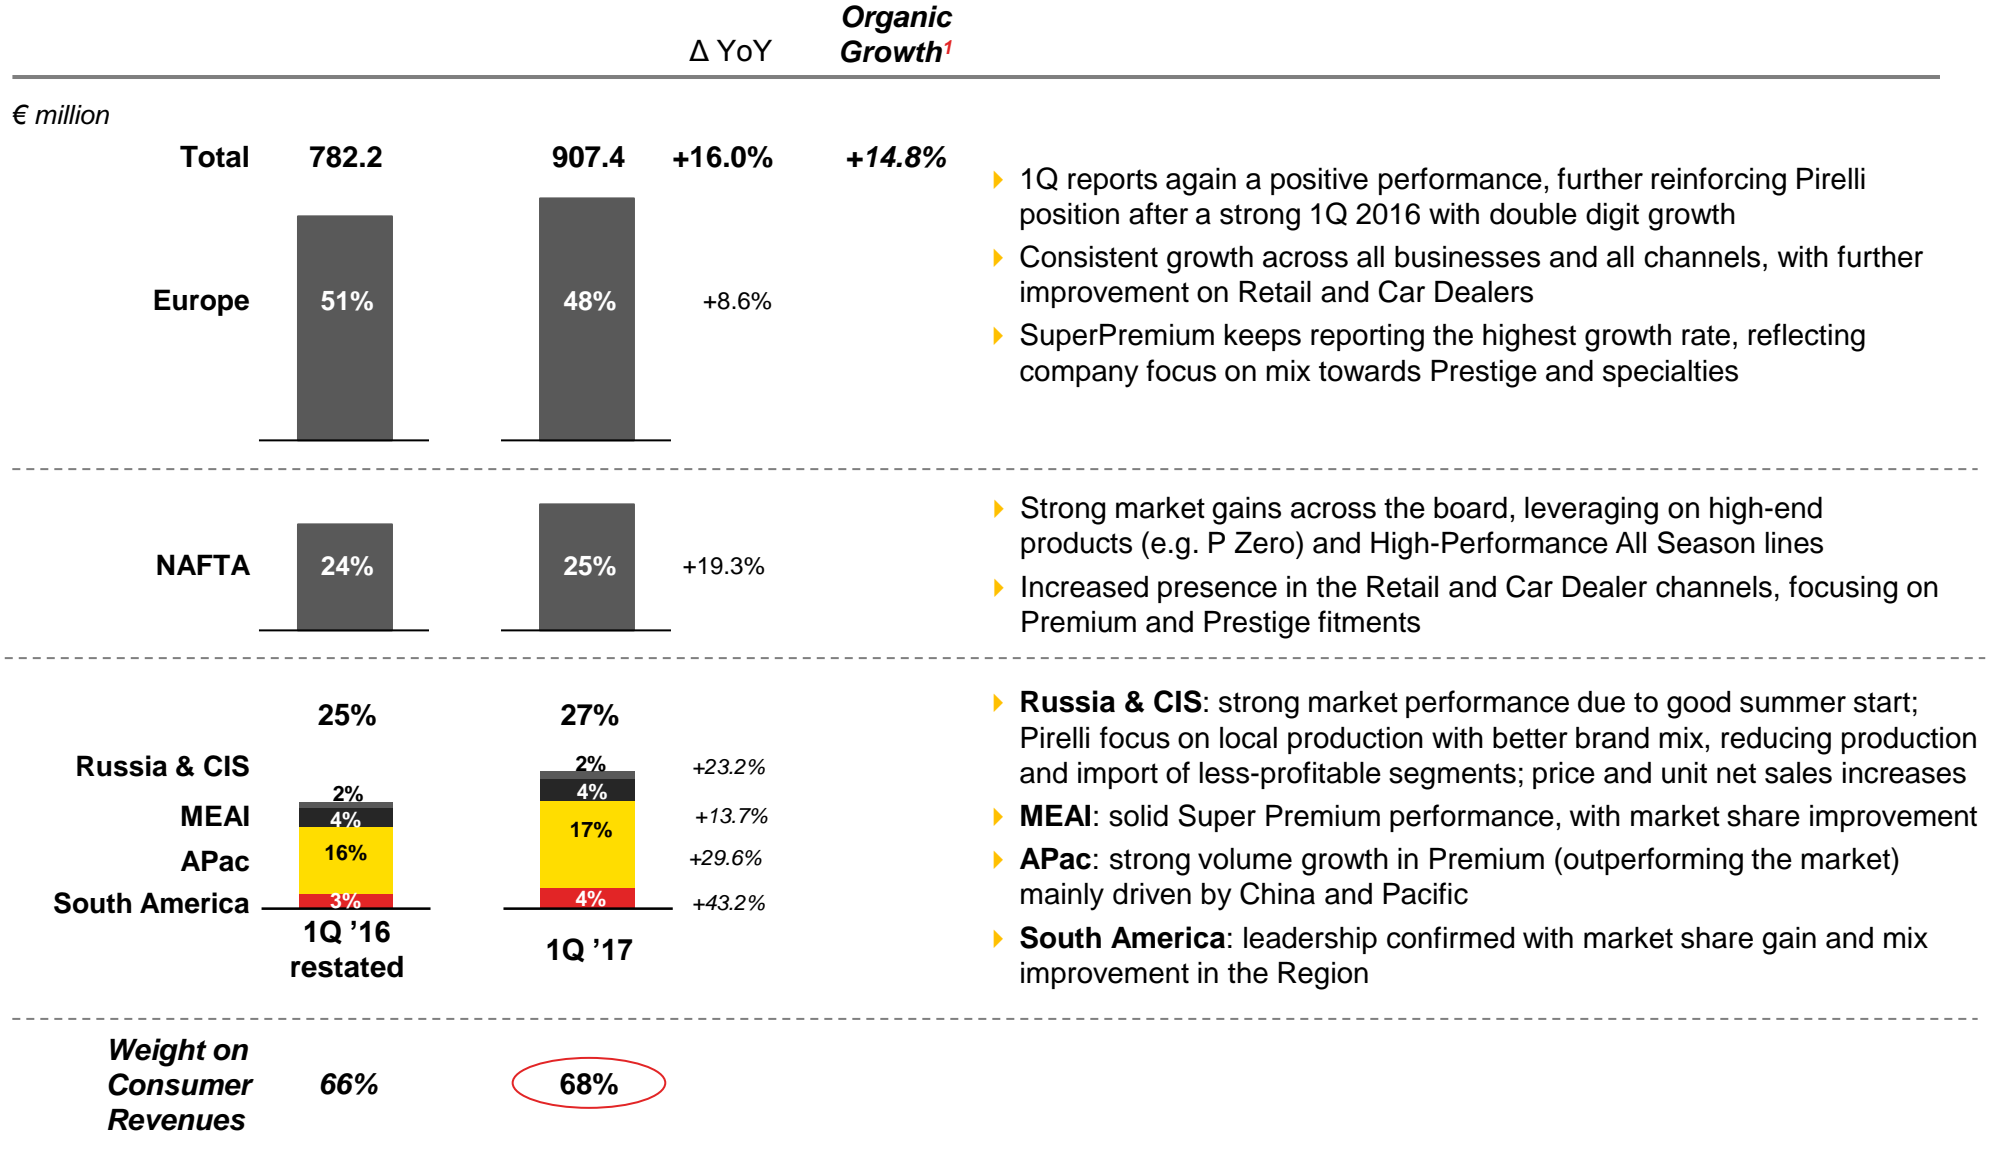 Δ YoY
Organic
Growth1
€ million
Total 782.2 907.4 +16.0% +14.8%
Europe 51% 48% +8.6%
1Q reports again a positive performance, further reinforcing Pirelli
position after a strong 1Q 2016 with double digit growth
Consistent growth across all businesses and all channels, with further
improvement on Retail and Car Dealers
SuperPremium keeps reporting the highest growth rate, reflecting
company focus on mix towards Prestige and specialties
NAFTA 24% 25% +19.3%
Strong market gains across the board, leveraging on high-end
products (e.g. P Zero) and High-Performance All Season lines
Increased presence in the Retail and Car Dealer channels, focusing on
Premium and Prestige fitments
25% 27%
Russia & CIS 2% 2% +23.2%
MEAI 4% 4% +13.7%
APac 16% 17% +29.6%
South America 3% 4% +43.2%
1Q ’16
restated
1Q ’17
Russia & CIS: strong market performance due to good summer start;
Pirelli focus on local production with better brand mix, reducing production
and import of less-profitable segments; price and unit net sales increases
MEAI: solid Super Premium performance, with market share improvement
APac: strong volume growth in Premium (outperforming the market)
mainly driven by China and Pacific
South America: leadership confirmed with market share gain and mix
improvement in the Region
Weight on
Consumer
Revenues
66% 68%